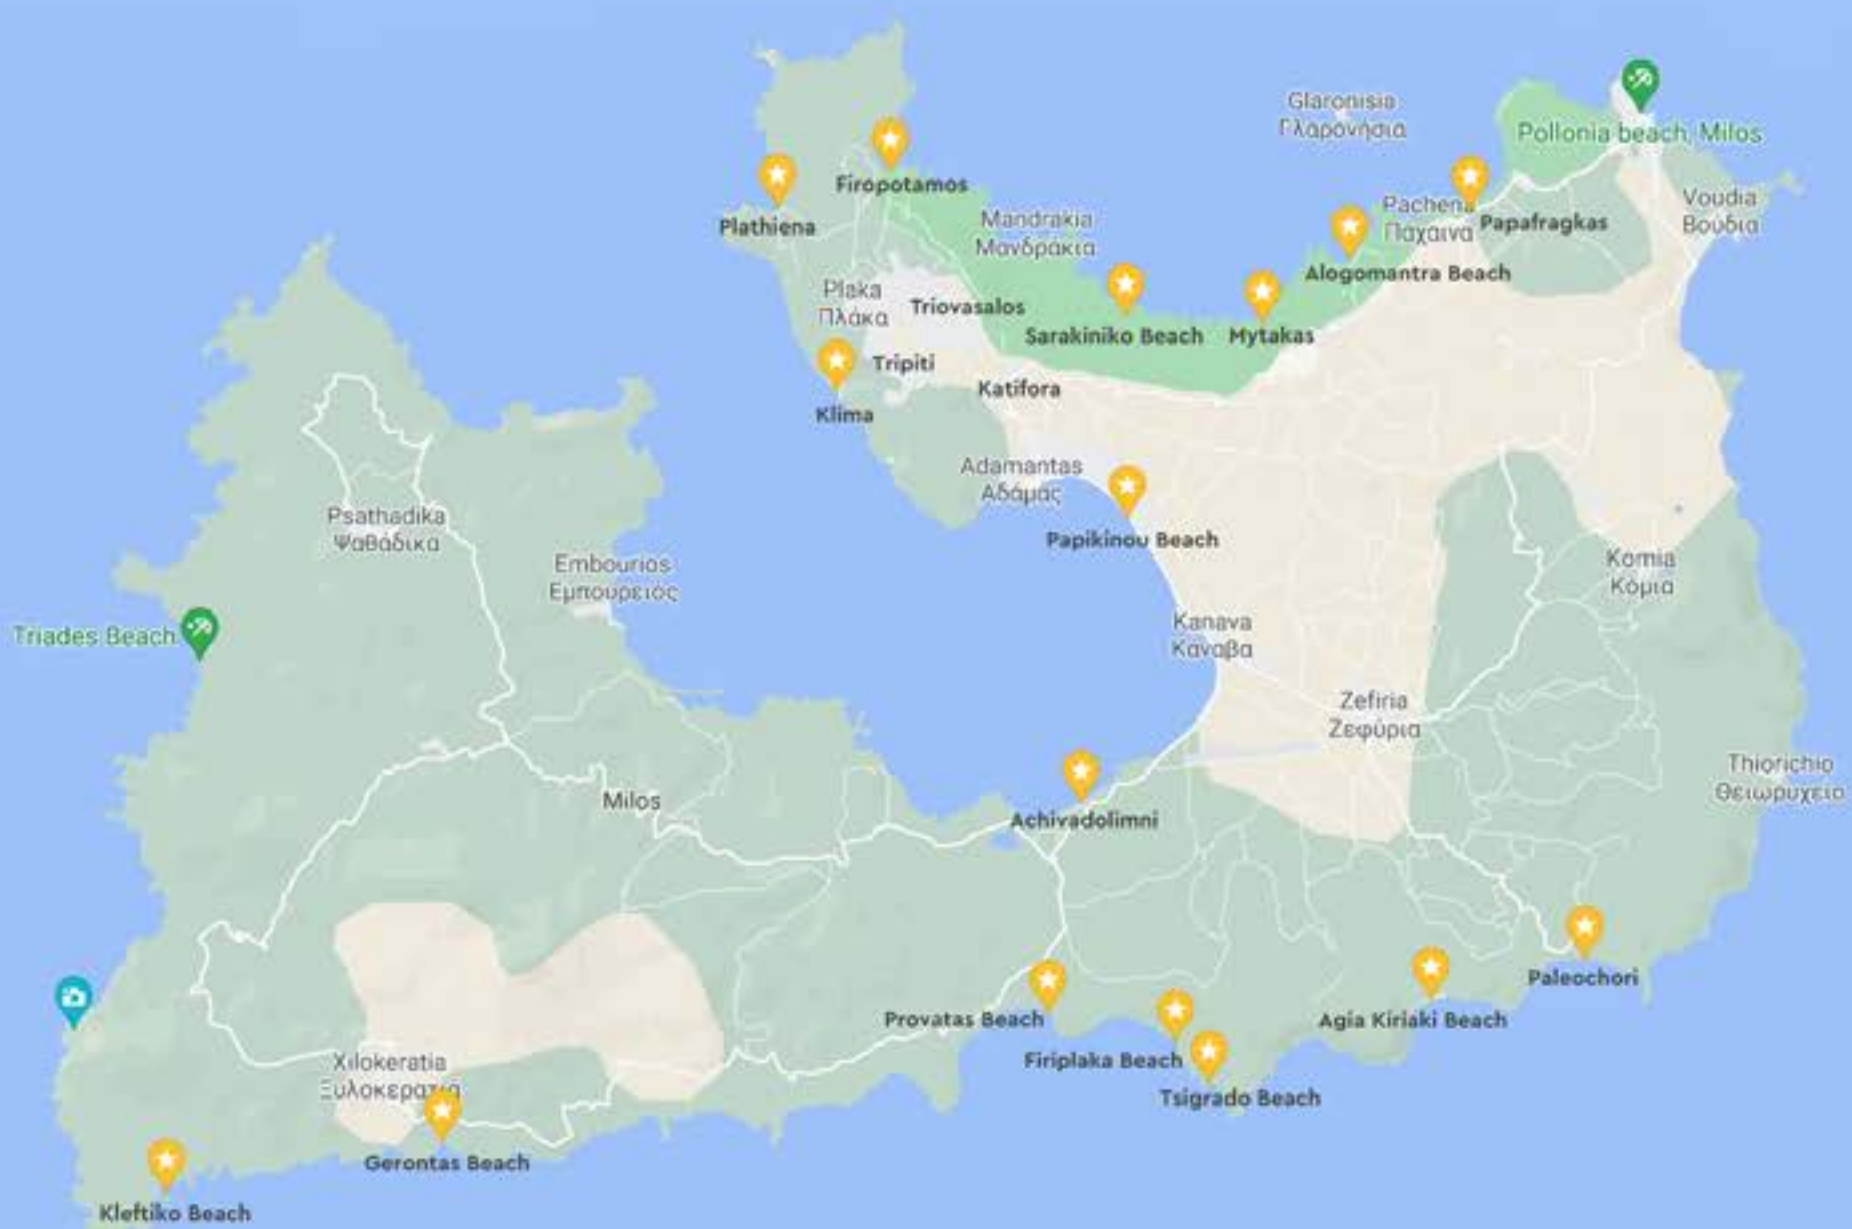 Glaronisia
Γλαρονήσια
Pollonia beach, Milos
Firopotamos
Plathiena
Mandrakia
Μανδράκια
Pachena
Παχαινα
Papafragkas
Voudia
Βούδια
Alogomantra Beach
Plaka
Πλάκα
Triovasalos
Sarakiniko Beach
Mytakas
Tripiti
Katifora
Klima
Adamantas
Αδάμας
Papikinou Beach
Psathadika
Ψαθάδικα
Embourios
Εμπουρειός
Komia
Κόμια
Triades Beach
Kanava
Κάναβα
Zefiria
Ζεφύρια
Thiorichio
Θειωρυχείο
Milos
Achivadolimni
Paleochori
Provatas Beach
Agia Kiriaki Beach
Firiplaka Beach
Tsigrado Beach
Xilokeratia
Ξυλοκερατιά
Gerontas Beach
Kleftiko Beach